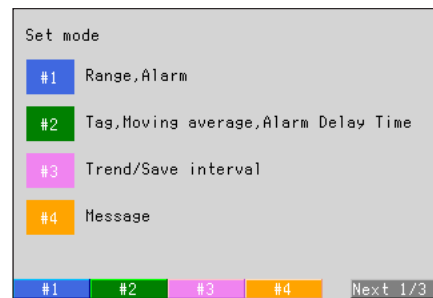 Set mode
#1 Range,Alarm
#2 Tag,Moving average,Alarm Delay Time
#3 Trend/Save interval
#4 Message
#1 #2 #3 #4 Next 1/3